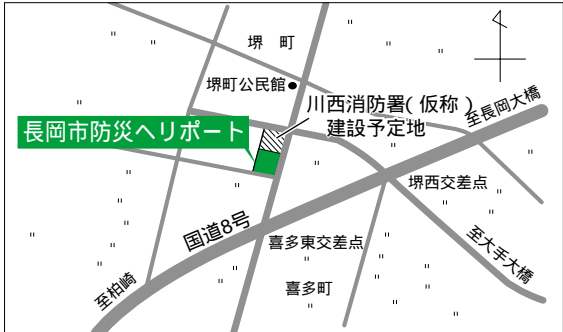 堺 町
堺町公民館
川西消防署(仮称)
建設予定地
至長岡大橋
長岡市防災ヘリポート
堺西交差点
国道8号
喜多東交差点
至大手大橋
喜多町
至柏崎